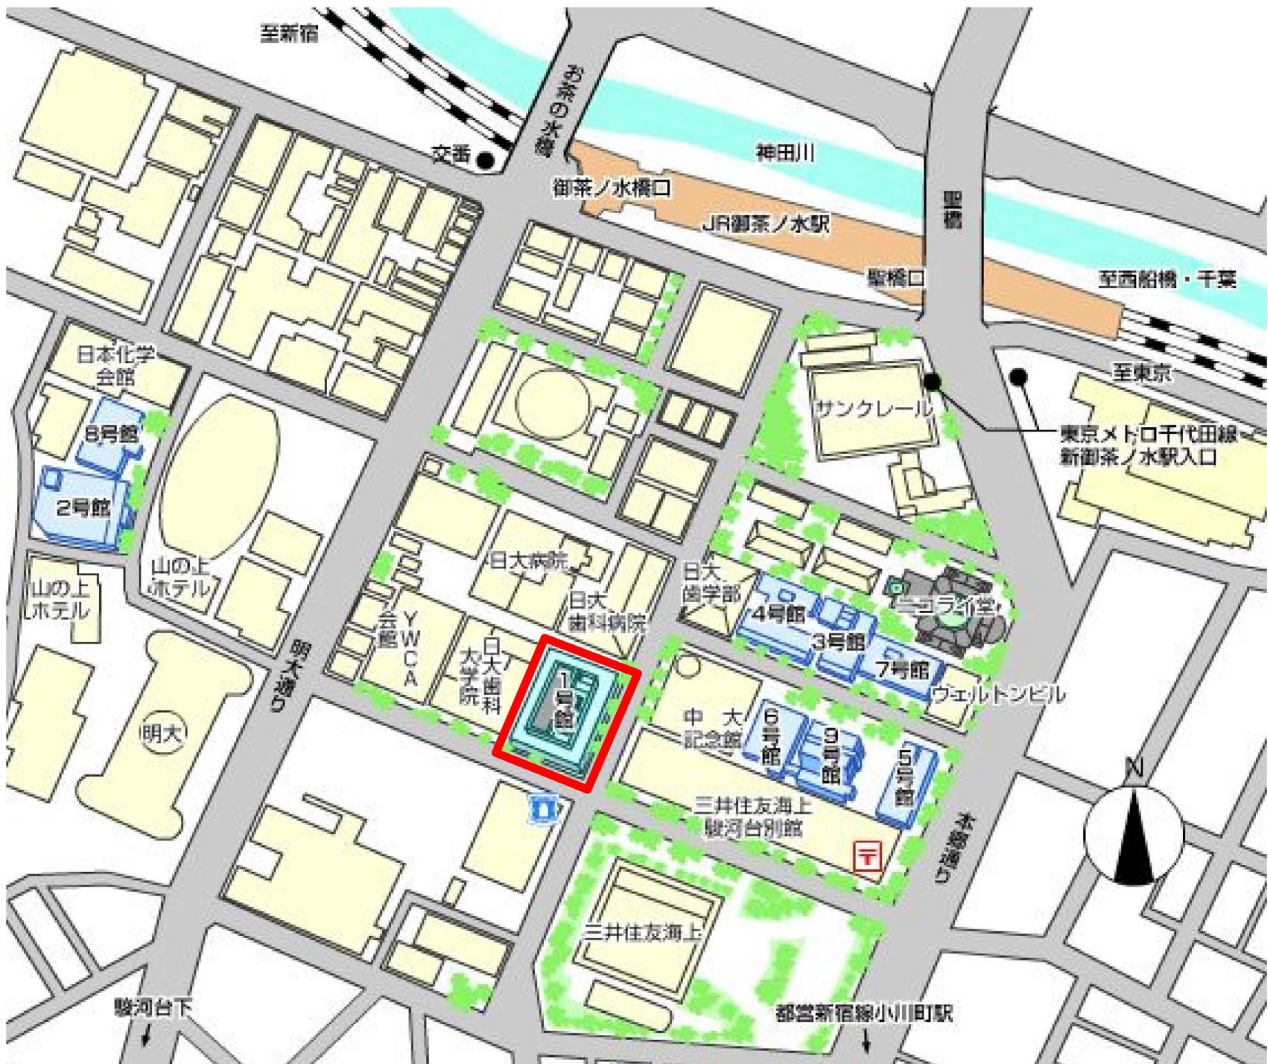 至新宿
お茶の水橋
交番
神田川
御茶ノ水橋口
聖橋
JR御茶ノ水駅
聖橋口
至西船橋・千葉
日本化学
会館
至東京
サンクレール
8号館
東京メトロ千代田線
新御茶ノ水駅入口
2号館
日大病院
山の上
ホテル
山の上
ホテル
日大
歯学部
日大
歯科病院
4号館
ニコライ堂
YWCA
会館
3号館
日大歯科
大学院
7号館
明大通り
1号館
ヴェルトンビル
中大
記念館
6号館
9号館
明大
5号館
N
三井住友海上
駿河台別館
〒
本郷通り
三井住友海上
駿河台下
都営新宿線小川町駅